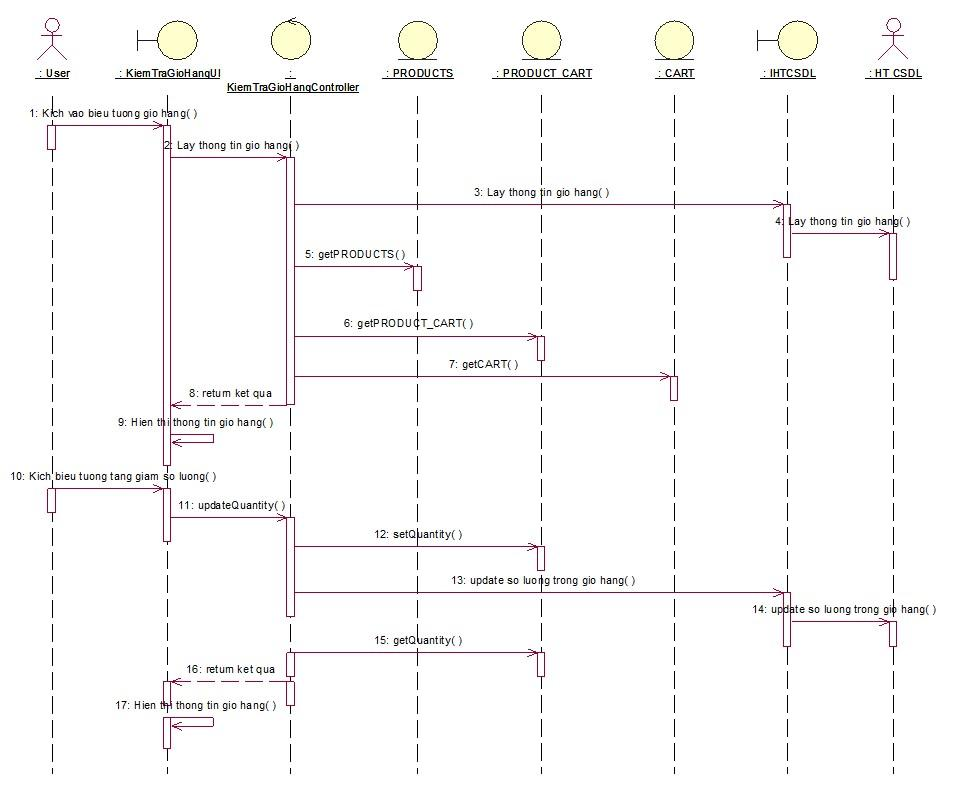 : User
: KiemTraGioHangUI
:
KiemTraGioHangController
: PRODUCTS
: PRODUCT_CART
: CART
: IHTCSDL
: HT CSDL
1: Kich vao bieu tuong gio hang( )
2: Lay thong tin gio hang( )
3: Lay thong tin gio hang( )
4: Lay thong tin gio hang( )
5: getPRODUCTS( )
6: getPRODUCT_CART( )
7: getCART( )
8: return ket qua
9: Hien thi thong tin gio hang( )
10: Kich bieu tuong tang giam so luong( )
11: updateQuantity( )
12: setQuantity( )
13: update so luong trong gio hang( )
14: update so luong trong gio hang( )
15: getQuantity( )
16: return ket qua
17: Hien thi thong tin gio hang( )